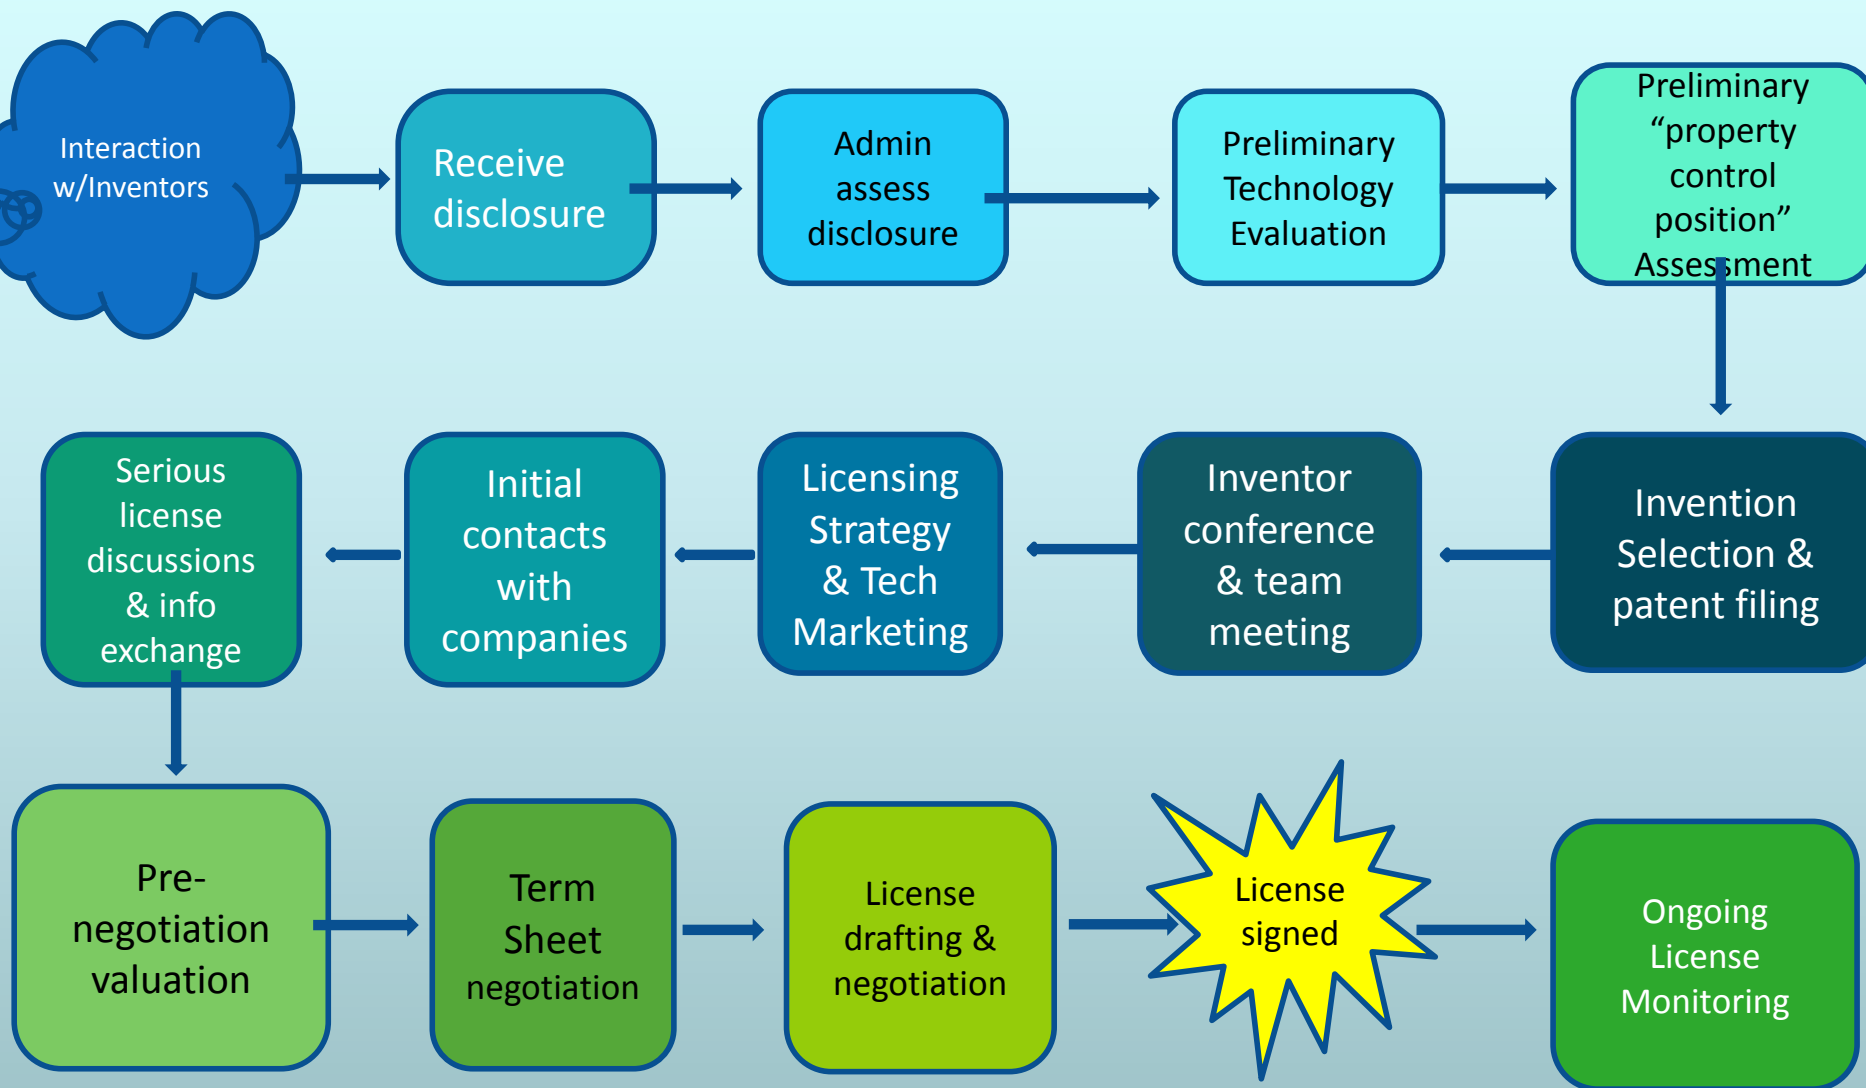 Interaction
w/Inventors
Receive
disclosure
Admin
assess
disclosure
Preliminary
Technology
Evaluation
Preliminary
“property
control
position”
Assessment
Serious
license
discussions
& info
exchange
Initial
contacts
with
companies
Licensing
Strategy
& Tech
Marketing
Inventor
conference
& team
meeting
Invention
Selection &
patent filing
Pre-
negotiation
valuation
Term
Sheet
negotiation
License
drafting &
negotiation
License
signed
Ongoing
License
Monitoring